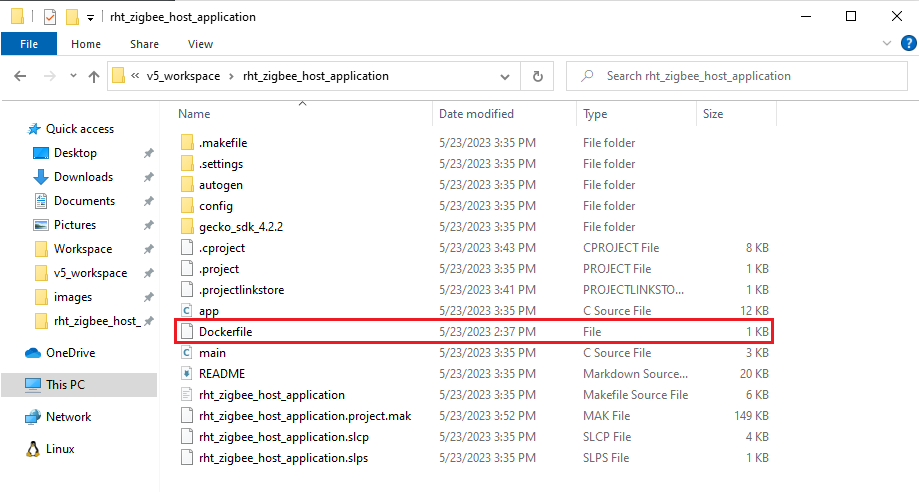 rht_zigbee_host_application
File Home Share View
v5_workspace rht_zigbee_host_application Search rht_zigbee_host_application
Name Date modified Type Size
Quick access
Desktop
Downloads
Documents
Pictures
Workspace
v5_workspace
images
rht_zigbee_host_
OneDrive
This PC
Network
Linux
.makefile 5/23/2023 3:35 PM File folder
.settings 5/23/2023 3:35 PM File folder
autogen 5/23/2023 3:35 PM File folder
config 5/23/2023 3:35 PM File folder
gecko_sdk_4.2.2 5/23/2023 3:35 PM File folder
.cproject 5/23/2023 3:43 PM CPROJECT File 8 KB
.project 5/23/2023 3:35 PM PROJECT File 1 KB
.projectlinkstore 5/23/2023 3:41 PM PROJECTLINKSTO... 1 KB
app 5/23/2023 3:35 PM C Source File 12 KB
Dockerfile 5/23/2023 2:37 PM File 1 KB
main 5/23/2023 3:35 PM C Source File 3 KB
README 5/23/2023 3:35 PM Markdown Source... 20 KB
rht_zigbee_host_application 5/23/2023 3:35 PM Makefile Source File 6 KB
rht_zigbee_host_application.project.mak 5/23/2023 3:52 PM MAK File 149 KB
rht_zigbee_host_application.slcp 5/23/2023 3:35 PM SLCP File 4 KB
rht_zigbee_host_application.slps 5/23/2023 3:35 PM SLPS File 1 KB